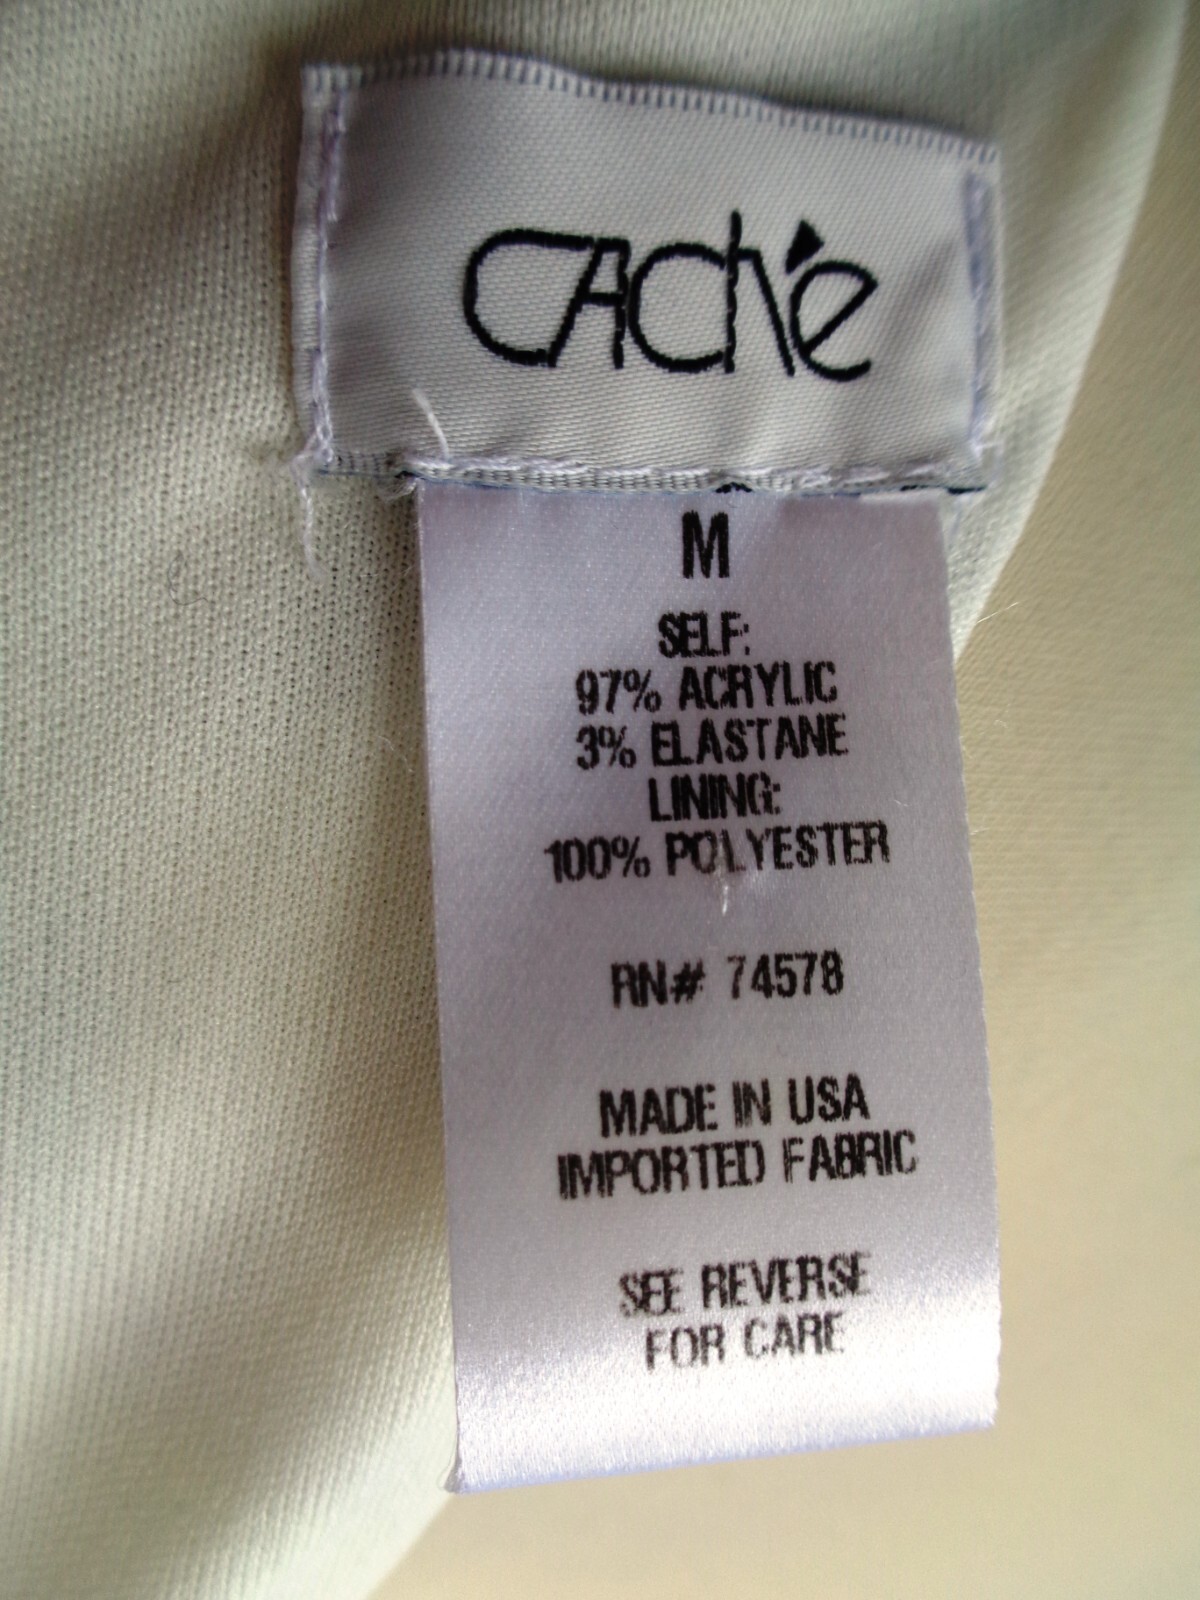 CAChé
M
SELF:
97% ACRYLIC
3% ELASTANE
LINING:
100% POLYESTER
RN# 74578
MADE IN USA
IMPORTED FABRIC
SEE REVERSE
FOR CARE